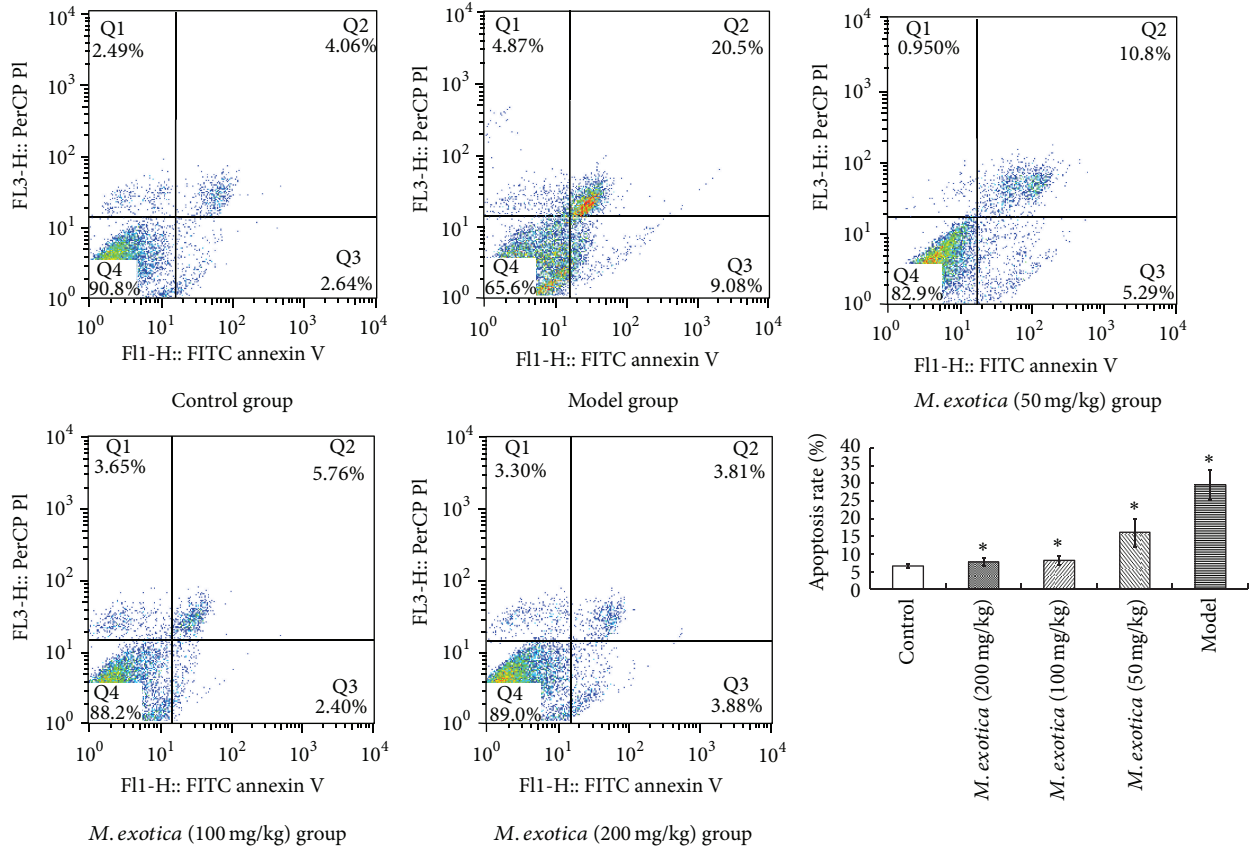 Q1
2.49%
Q2
4.06%
Q4
90.8%
Q3
2.64%
10^4
10^3
10^2
10^1
10^0
10^0 10^1 10^2 10^3 10^4
FL3-H:: PerCP Pl
Fl1-H:: FITC annexin V
Control group
Q1
4.87%
Q2
20.5%
Q4
65.6%
Q3
9.08%
10^4
10^3
10^2
10^1
10^0
10^0 10^1 10^2 10^3 10^4
FL3-H:: PerCP Pl
Fl1-H:: FITC annexin V
Model group
Q1
0.950%
Q2
10.8%
Q4
82.9%
Q3
5.29%
10^4
10^3
10^2
10^1
10^0
10^0 10^1 10^2 10^3 10^4
FL3-H:: PerCP Pl
Fl1-H:: FITC annexin V
M. exotica (50 mg/kg) group
Q1
3.65%
Q2
5.76%
Q4
88.2%
Q3
2.40%
10^4
10^3
10^2
10^1
10^0
10^0 10^1 10^2 10^3 10^4
FL3-H:: PerCP Pl
Fl1-H:: FITC annexin V
M. exotica (100 mg/kg) group
Q1
3.30%
Q2
3.81%
Q4
89.0%
Q3
3.88%
10^4
10^3
10^2
10^1
10^0
10^0 10^1 10^2 10^3 10^4
FL3-H:: PerCP Pl
Fl1-H:: FITC annexin V
M. exotica (200 mg/kg) group
Apoptosis rate (%)
40
35
30
25
20
15
10
5
0
* * * *
Control
M. exotica (200 mg/kg)
M. exotica (100 mg/kg)
M. exotica (50 mg/kg)
Model